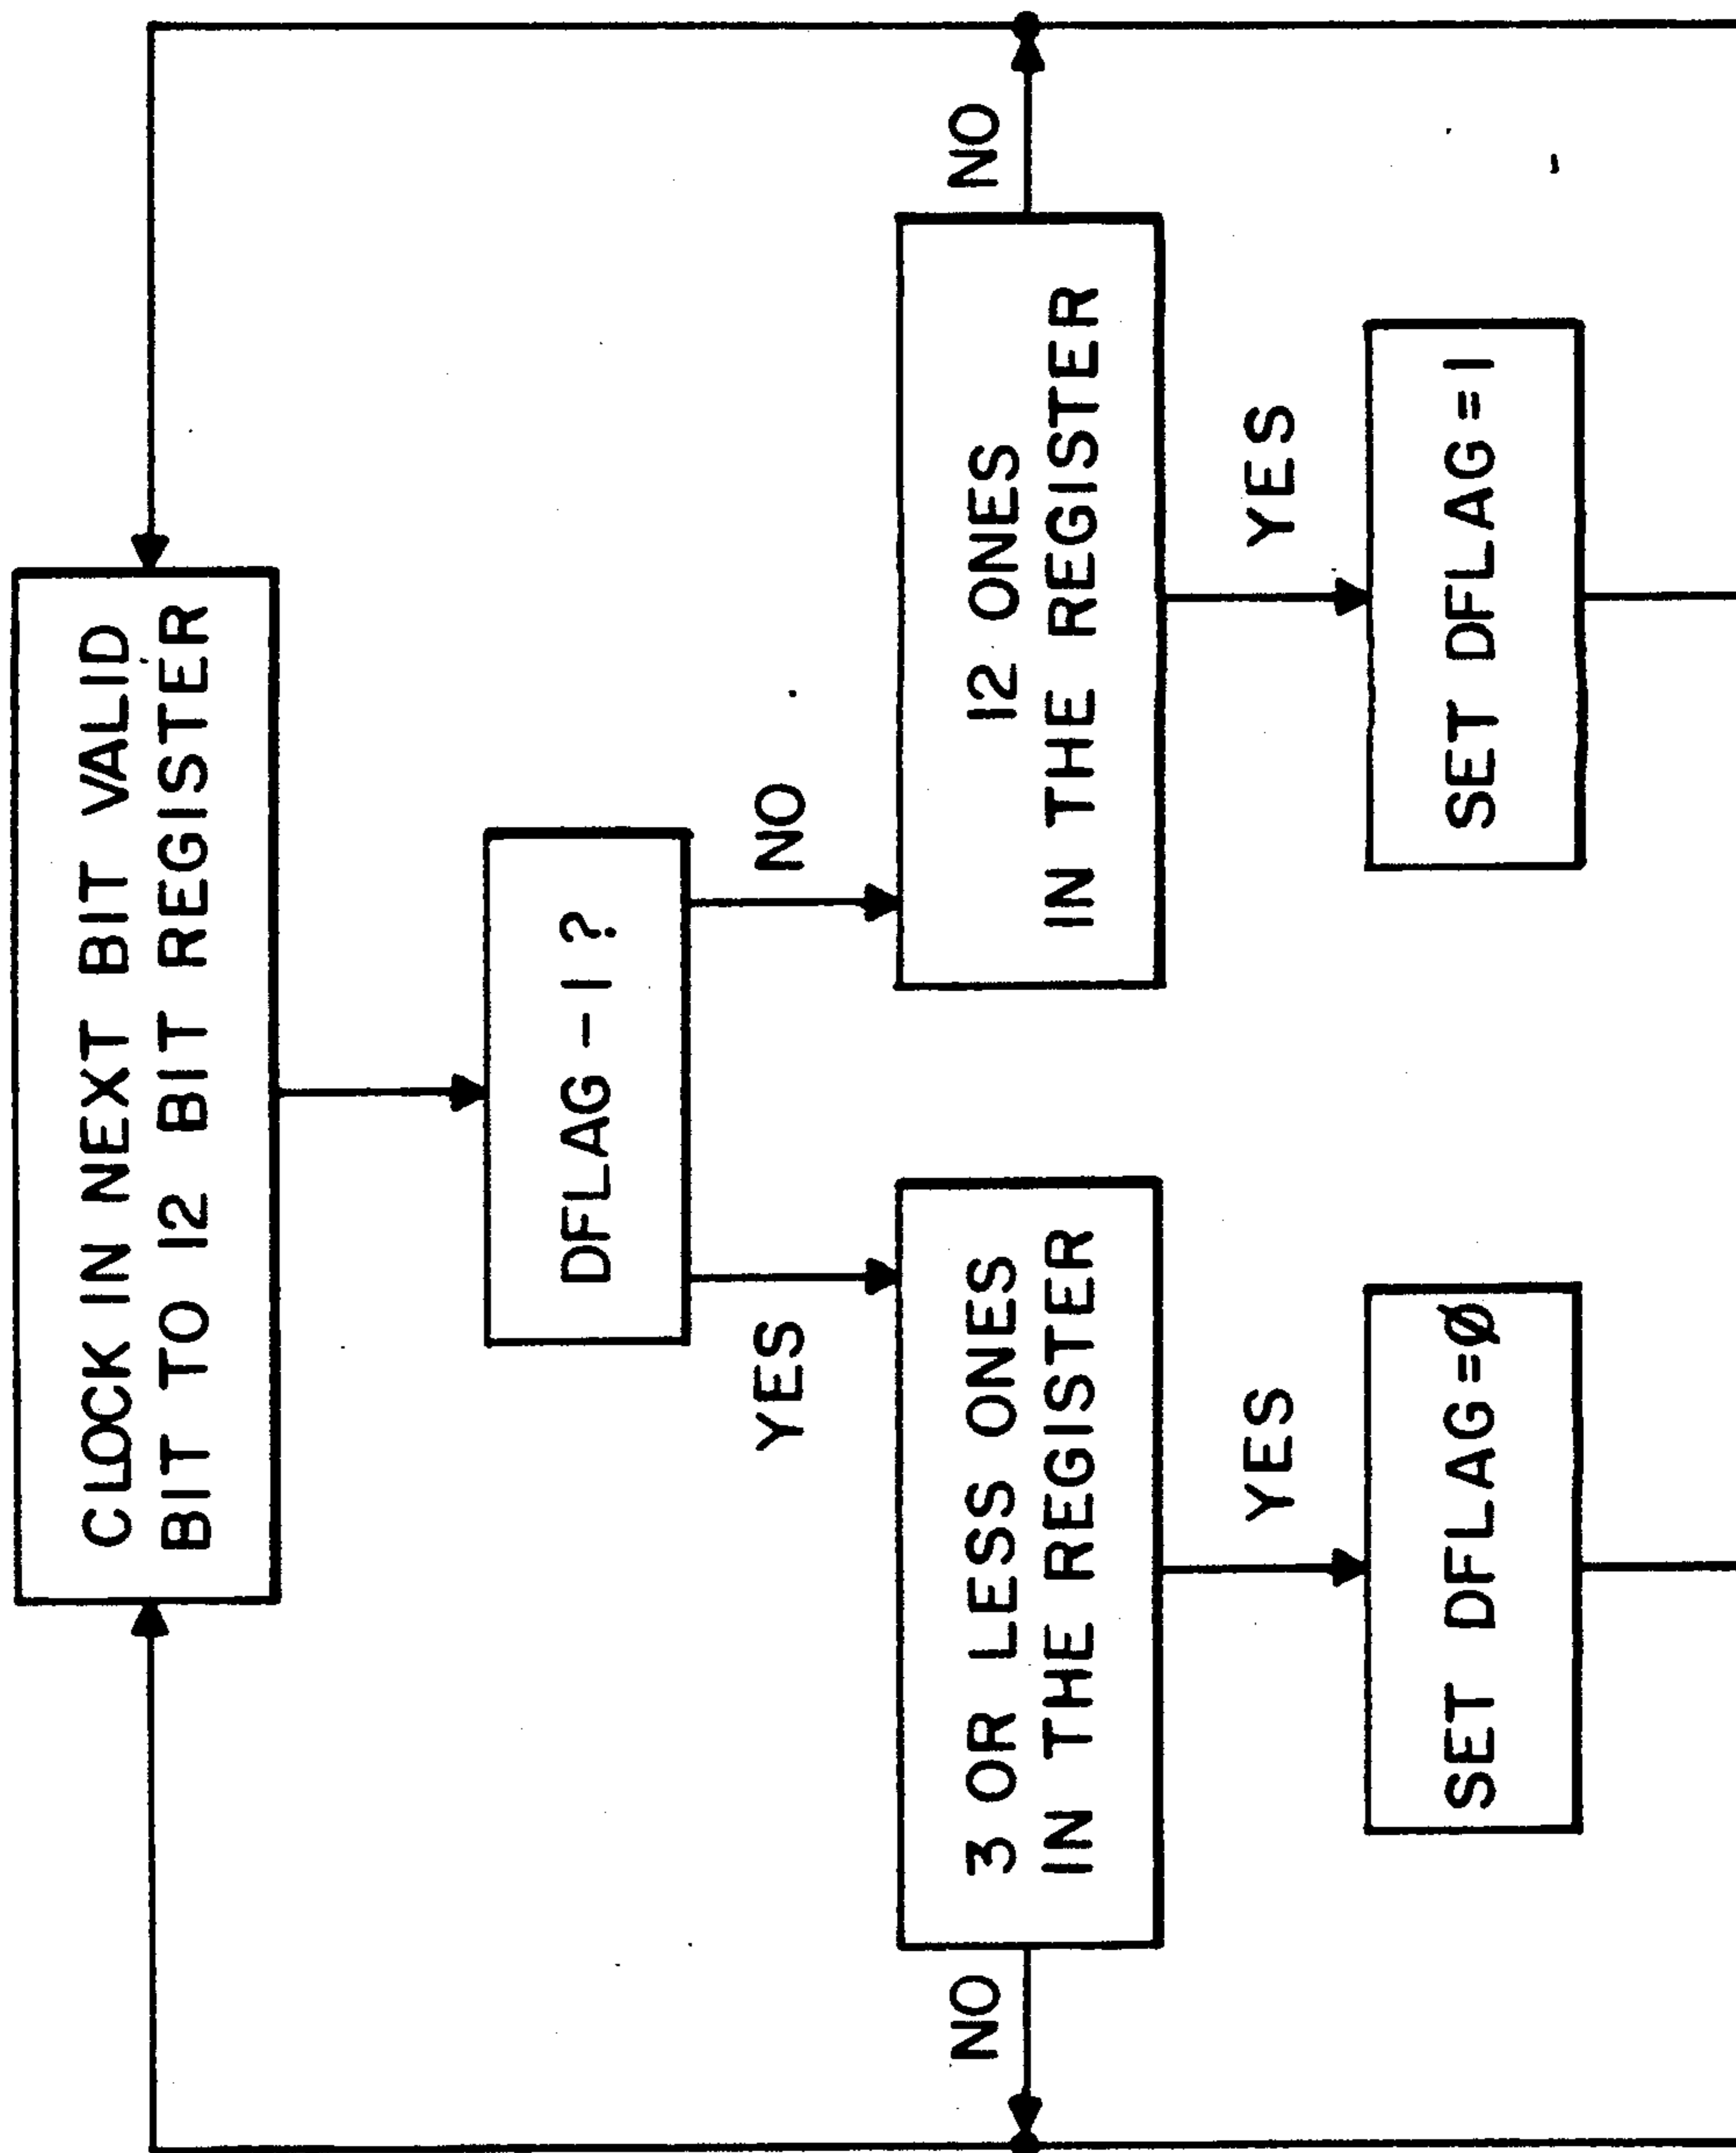 CLOCK IN NEXT BIT VALID
BIT TO 12 BIT REGISTER
DFLAG - 1 ?
YES
NO
3 OR LESS ONES
IN THE REGISTER
12 ONES
IN THE REGISTER
NO
NO
YES
YES
SET DFLAG=Ø
SET DFLAG=1